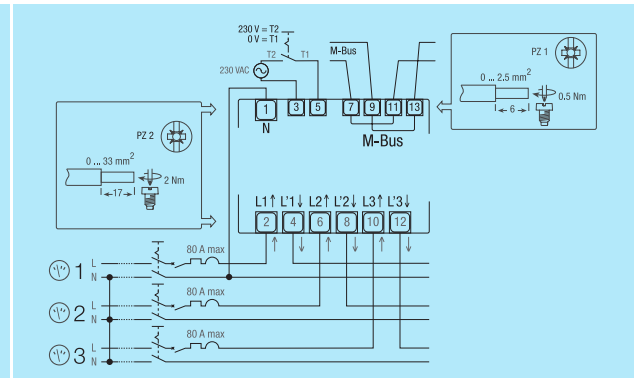 230 V = T2
0 V = T1
T2 T1
230 VAC
M-Bus
PZ 1
0 ... 2.5 mm²
0.5 Nm
6
1 3 5 7 9 11 13
N
M-Bus
PZ 2
0 ... 33 mm²
2 Nm
17
L1↑ L'1↓ L2↑ L'2↓ L3↑ L'3↓
2 4 6 8 10 12
80 A max
1 L
N
80 A max
2 L
N
80 A max
3 L
N